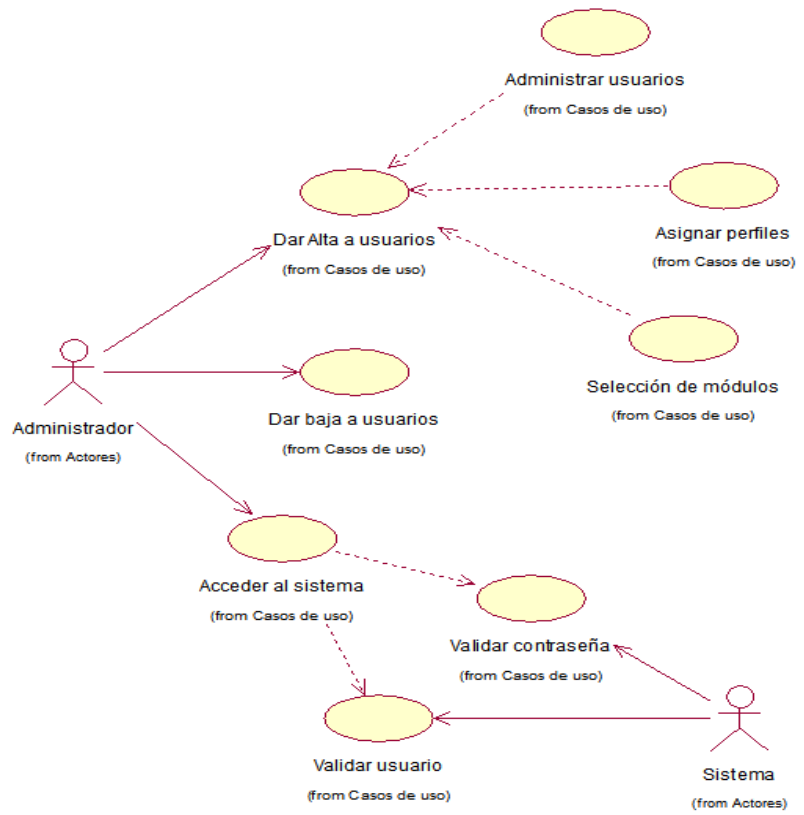 Administrar usuarios
(from Casos de uso)
Dar Alta a usuarios
(from Casos de uso)
Asignar perfiles
(from Casos de uso)
Selección de módulos
(from Casos de uso)
Administrador
(from Actores)
Dar baja a usuarios
(from Casos de uso)
Acceder al sistema
(from Casos de uso)
Validar contraseña
(from Casos de uso)
Validar usuario
(from Casos de uso)
Sistema
(from Actores)